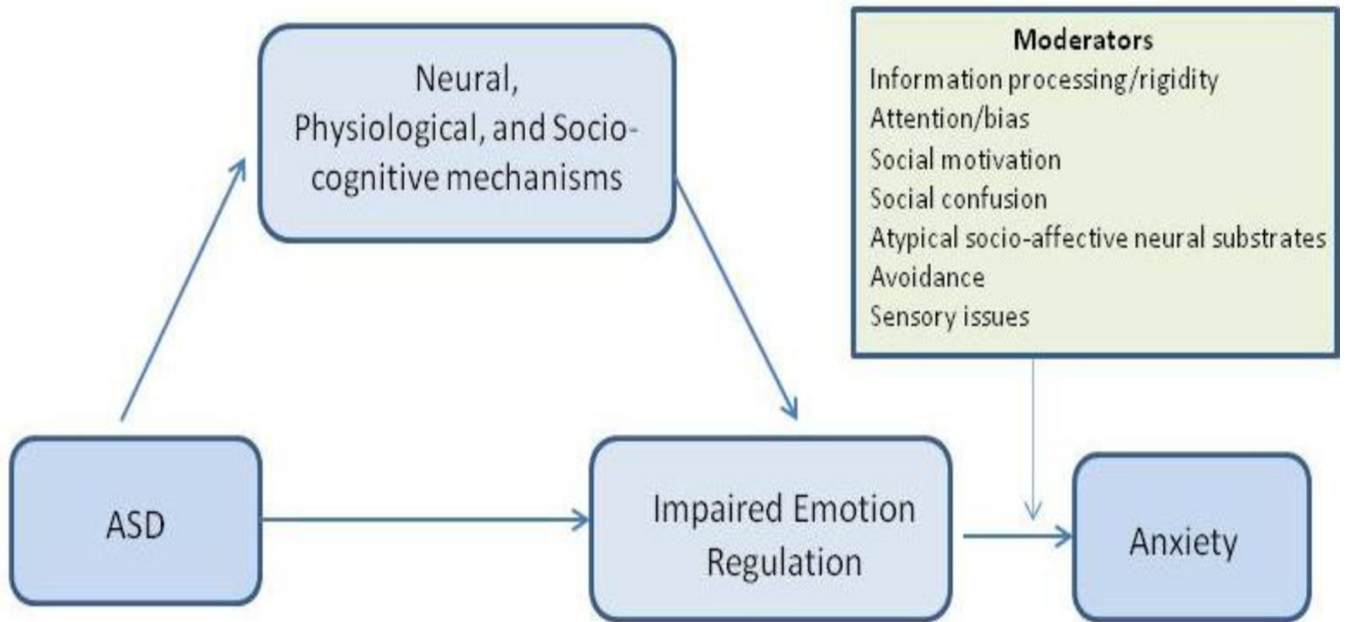 Neural,
Physiological, and Socio-
cognitive mechanisms
Moderators
Information processing/rigidity
Attention/bias
Social motivation
Social confusion
Atypical socio-affective neural substrates
Avoidance
Sensory issues
ASD
Impaired Emotion
Regulation
Anxiety